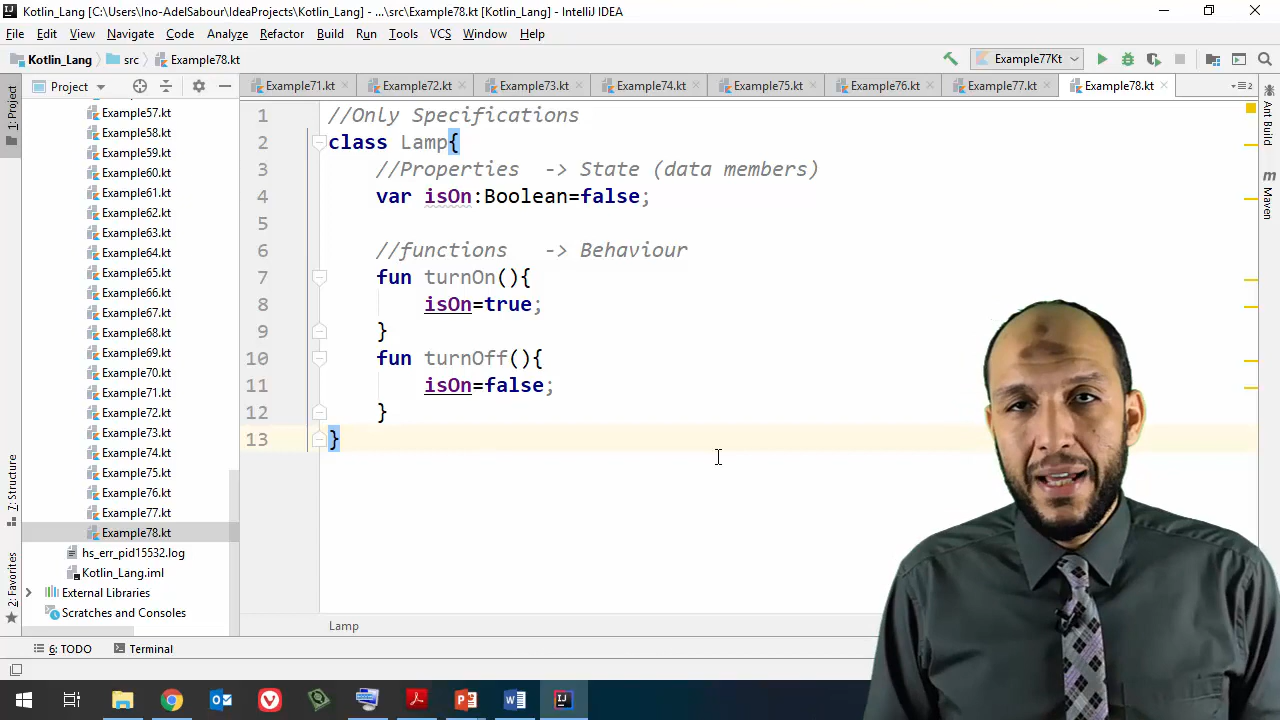 Kotlin_Lang [C:\Users\Ino-AdelSabour\IdeaProjects\Kotlin_Lang] - ...\src\Example78.kt [Kotlin_Lang] - IntelliJ IDEA
File Edit View Navigate Code Analyze Refactor Build Run Tools VCS Window Help
Kotlin_Lang src Example78.kt Example77Kt
Project Example71.kt Example72.kt Example73.kt Example74.kt Example75.kt Example76.kt Example77.kt Example78.kt
1: Project
7: Structure
2: Favorites
Example57.kt
Example58.kt
Example59.kt
Example60.kt
Example61.kt
Example62.kt
Example63.kt
Example64.kt
Example65.kt
Example66.kt
Example67.kt
Example68.kt
Example69.kt
Example70.kt
Example71.kt
Example72.kt
Example73.kt
Example74.kt
Example75.kt
Example76.kt
Example77.kt
Example78.kt
hs_err_pid15532.log
Kotlin_Lang.iml
External Libraries
Scratches and Consoles
1 //Only Specifications
2 class Lamp{
3 //Properties -> State (data members)
4 var isOn:Boolean=false;
5
6 //functions -> Behaviour
7 fun turnOn(){
8 isOn=true;
9 }
10 fun turnOff(){
11 isOn=false;
12 }
13 }
Lamp
Ant Build
m Maven
6: TODO Terminal